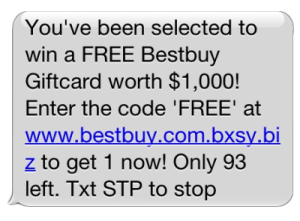 You've been selected to
win a FREE Bestbuy
Giftcard worth $1,000!
Enter the code 'FREE' at
www.bestbuy.com.bxsy.bi
z to get 1 now! Only 93
left. Txt STP to stop